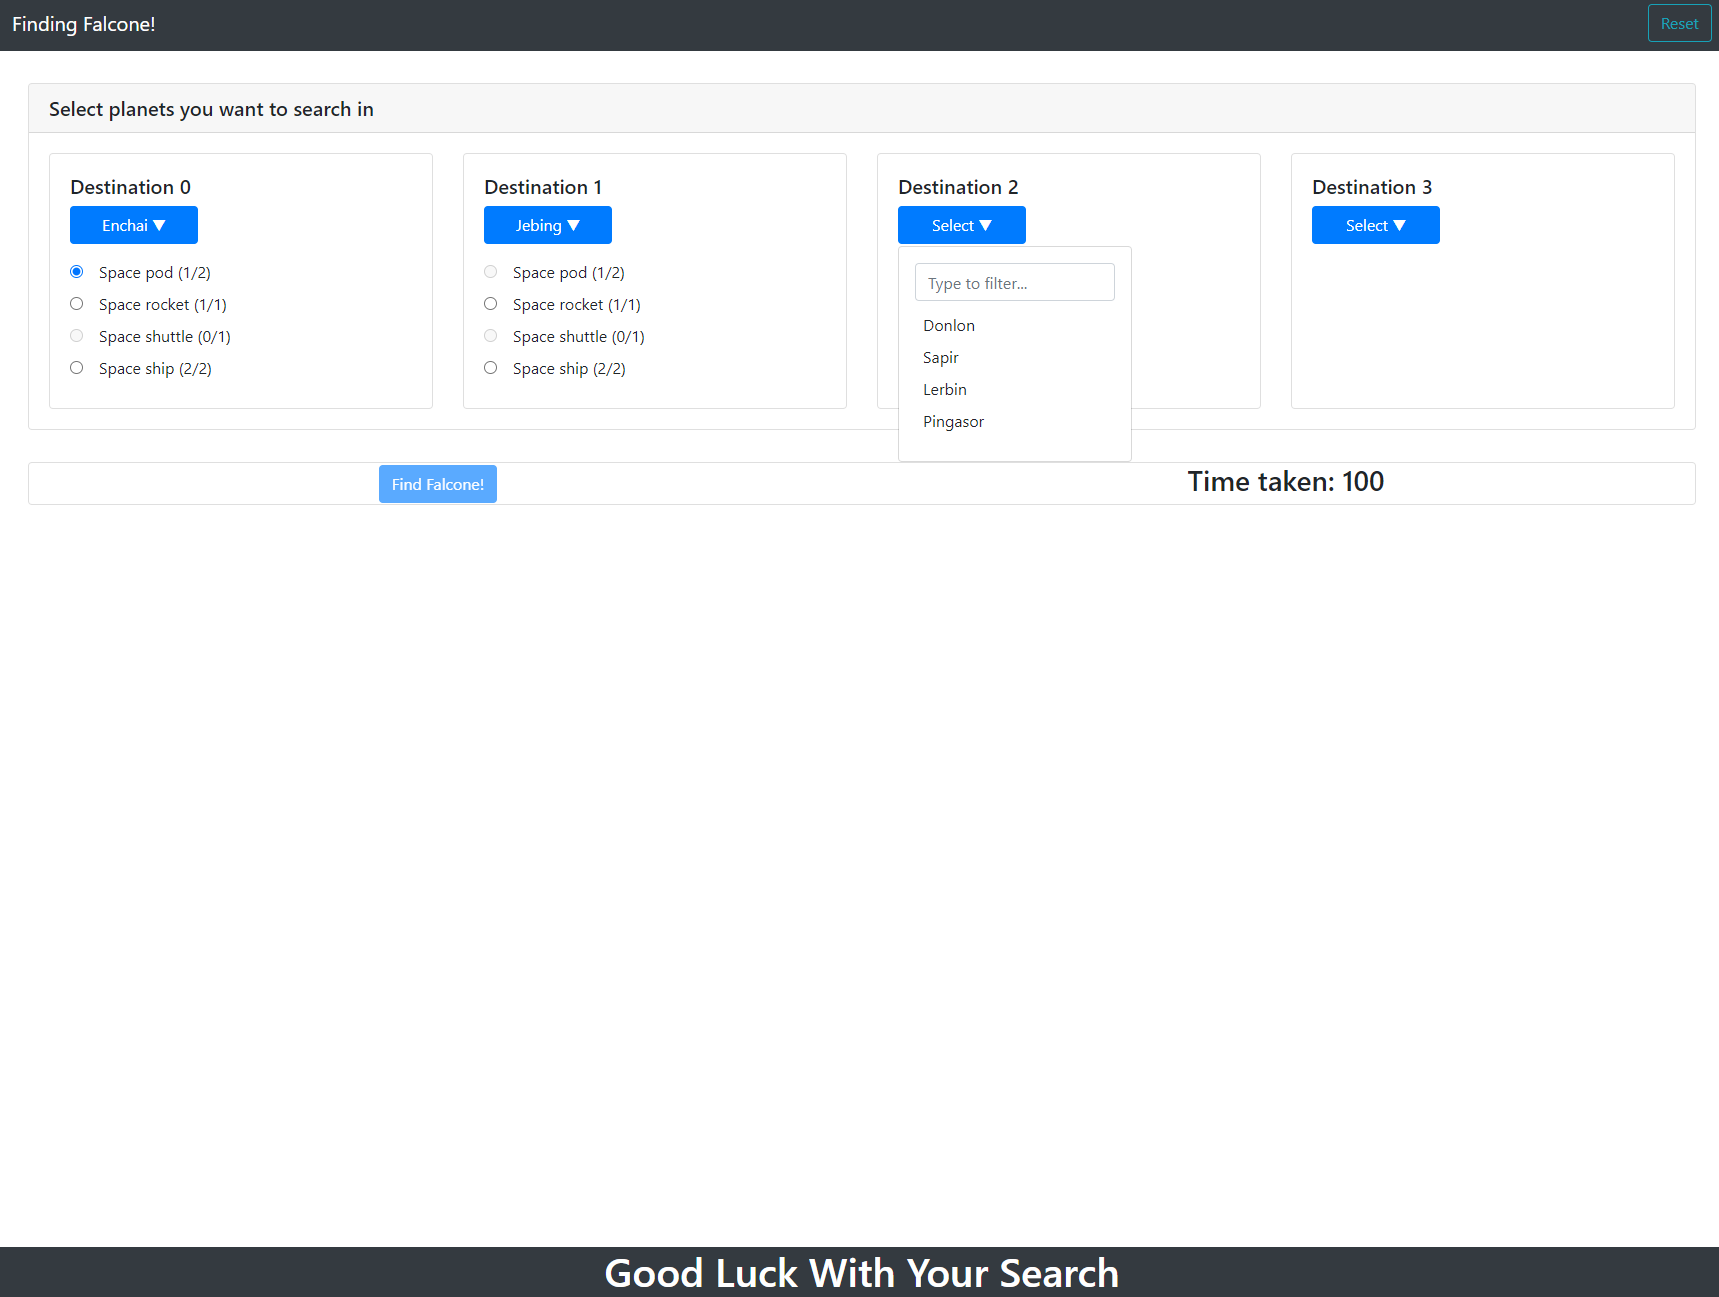 Finding Falcone!
Reset
Select planets you want to search in
Destination 0
Enchai ▼
Space pod (1/2)
Space rocket (1/1)
Space shuttle (0/1)
Space ship (2/2)
Destination 1
Jebing ▼
Space pod (1/2)
Space rocket (1/1)
Space shuttle (0/1)
Space ship (2/2)
Destination 2
Select ▼
Type to filter...
Donlon
Sapir
Lerbin
Pingasor
Destination 3
Select ▼
Find Falcone!
Time taken: 100
Good Luck With Your Search